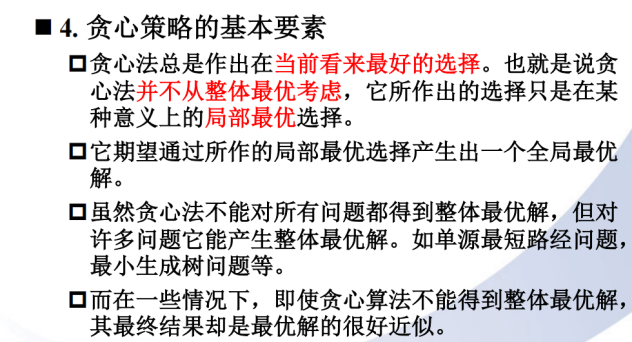 ■ 4. 贪心策略的基本要素
贪心法总是作出在当前看来最好的选择。也就是说贪
心法并不从整体最优考虑，它所作出的选择只是在某
种意义上的局部最优选择。
它期望通过所作的局部最优选择产生出一个全局最优
解。
虽然贪心法不能对所有问题都得到整体最优解，但对
许多问题它能产生整体最优解。如单源最短路经问题，
最小生成树问题等。
而在一些情况下，即使贪心算法不能得到整体最优解，
其最终结果却是最优解的很好近似。